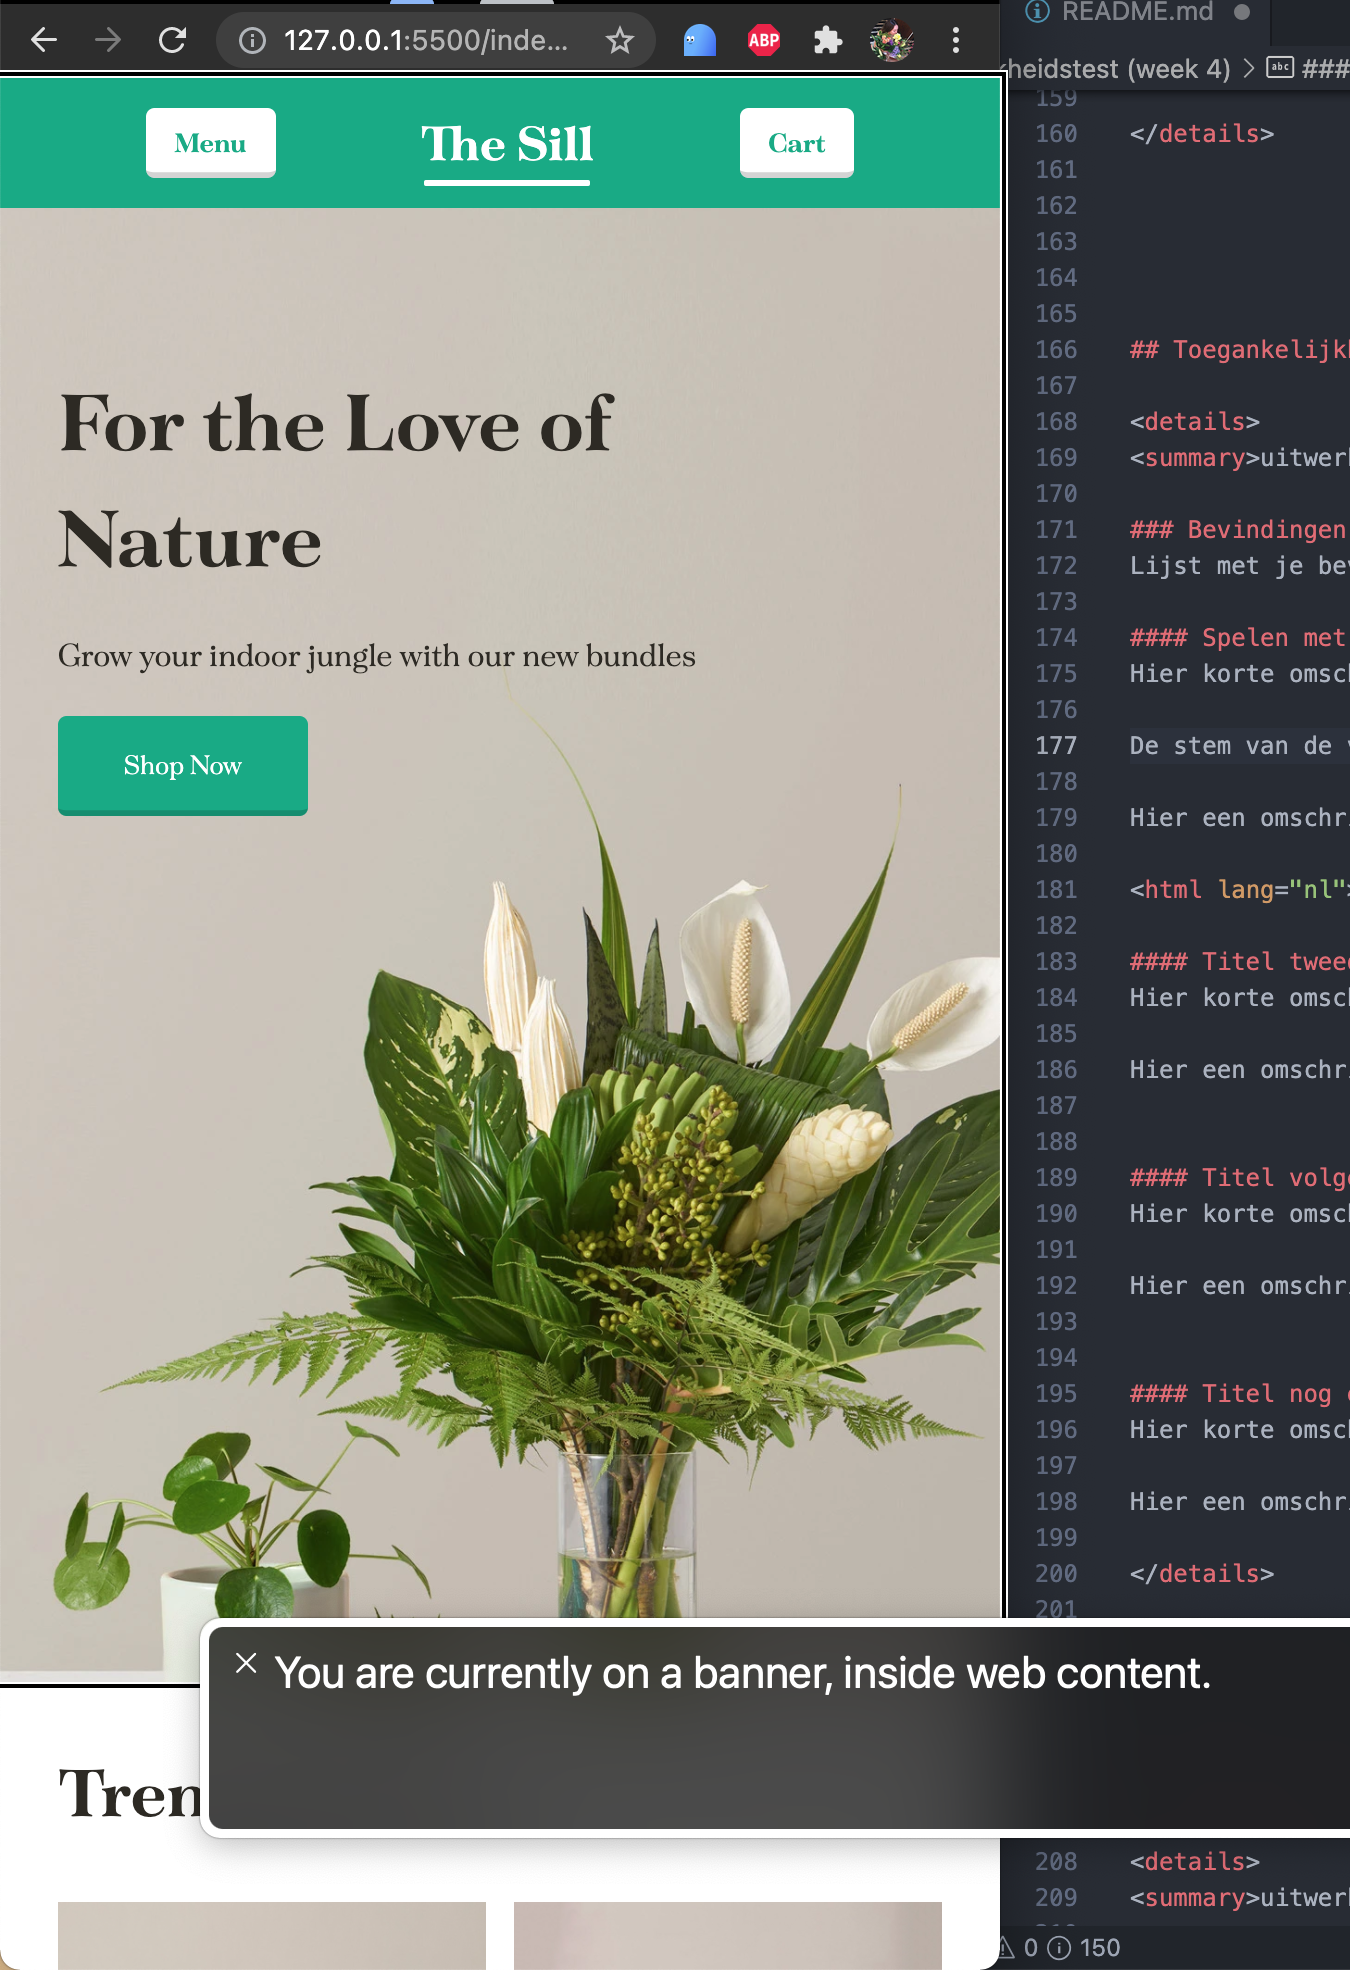 127.0.0.1:5500/inde...
ABP
README.md
heidstest (week 4) > abc ###
Menu
The Sill
Cart
For the Love of
Nature
Grow your indoor jungle with our new bundles
Shop Now
Tren
You are currently on a banner, inside web content.
159
160 </details>
161
162
163
164
165
166 ## Toegankelijk
167
168 <details>
169 <summary>uitwer
170
171 ### Bevindingen
172 Lijst met je be
173
174 #### Spelen met
175 Hier korte omsc
176
177 De stem van de
178
179 Hier een omschr
180
181 <html lang="nl">
182
183 #### Titel twee
184 Hier korte omsc
185
186 Hier een omschr
187
188
189 #### Titel volg
190 Hier korte omsc
191
192 Hier een omschr
193
194
195 #### Titel nog
196 Hier korte omsc
197
198 Hier een omschr
199
200 </details>
201
208 <details>
209 <summary>uitwer
0 150